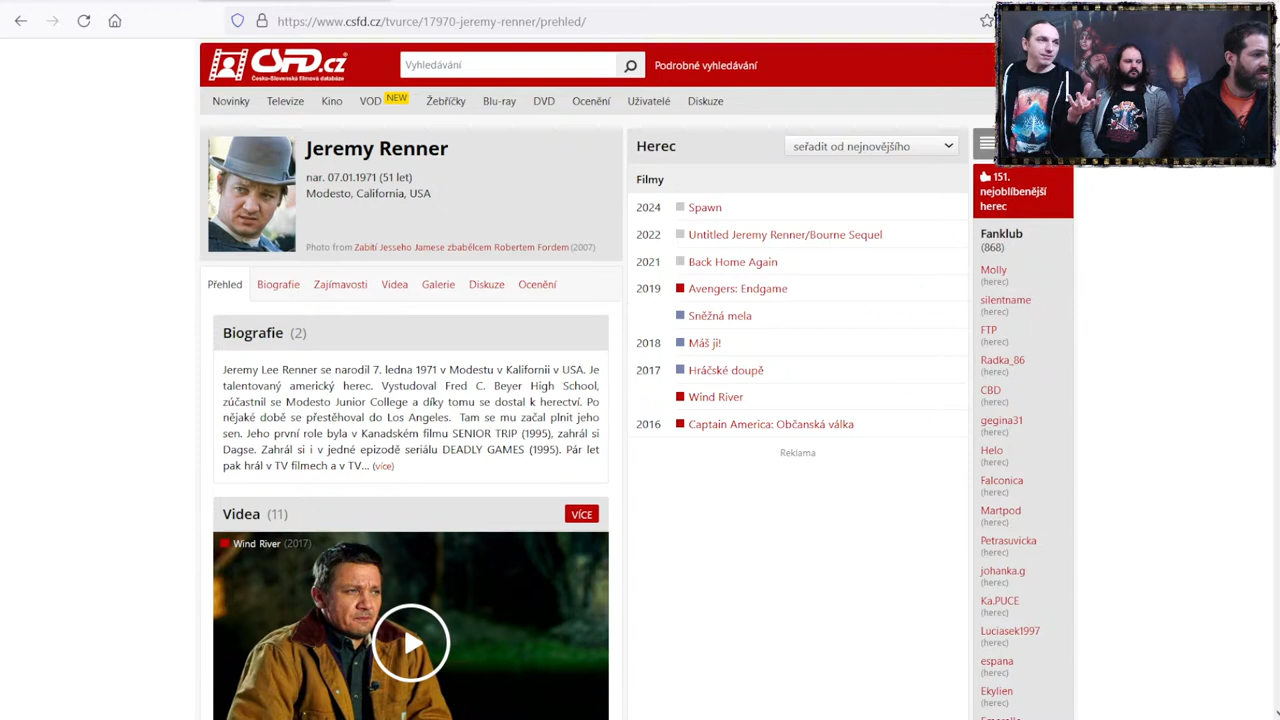 https://www.csfd.cz/tvurce/17970-jeremy-renner/prehled/
ČSFD.cz
Česko-Slovenská filmová databáze
Vyhledávání
Podrobné vyhledávání
Novinky
Televize
Kino
VOD NEW
Žebříčky
Blu-ray
DVD
Ocenění
Uživatelé
Diskuze
Jeremy Renner
nar. 07.01.1971 (51 let)
Modesto, California, USA
Photo from Zabití Jesseho Jamese zbabělcem Robertem Fordem (2007)
Přehled
Biografie
Zajímavosti
Videa
Galerie
Diskuze
Ocenění
Biografie (2)
Jeremy Lee Renner se narodil 7. ledna 1971 v Modestu v Kalifornii v USA. Je
talentovaný americký herec. Vystudoval Fred C. Beyer High School,
zúčastnil se Modesto Junior College a díky tomu se dostal k herectví. Po
nějaké době se přestěhoval do Los Angeles. Tam se mu začal plnit jeho
sen. Jeho první role byla v Kanadském filmu SENIOR TRIP (1995), zahrál si
Dagse. Zahrál si i v jedné epizodě seriálu DEADLY GAMES (1995). Pár let
pak hrál v TV filmech a v TV... (více)
Videa (11)
VÍCE
Wind River (2017)
Herec
seřadit od nejnovějšího
Filmy
2024 Spawn
2022 Untitled Jeremy Renner/Bourne Sequel
2021 Back Home Again
2019 Avengers: Endgame
Sněžná mela
2018 Máš ji!
2017 Hráčské doupě
Wind River
2016 Captain America: Občanská válka
Reklama
151.
nejoblíbenější
herec
Fanklub
(868)
Molly
(herec)
silentname
(herec)
FTP
(herec)
Radka_86
(herec)
CBD
(herec)
gegina31
(herec)
Helo
(herec)
Falconica
(herec)
Martpod
(herec)
Petrasuvicka
(herec)
johanka.g
(herec)
Ka.PUCE
(herec)
Luciasek1997
(herec)
espana
(herec)
Ekylien
(herec)